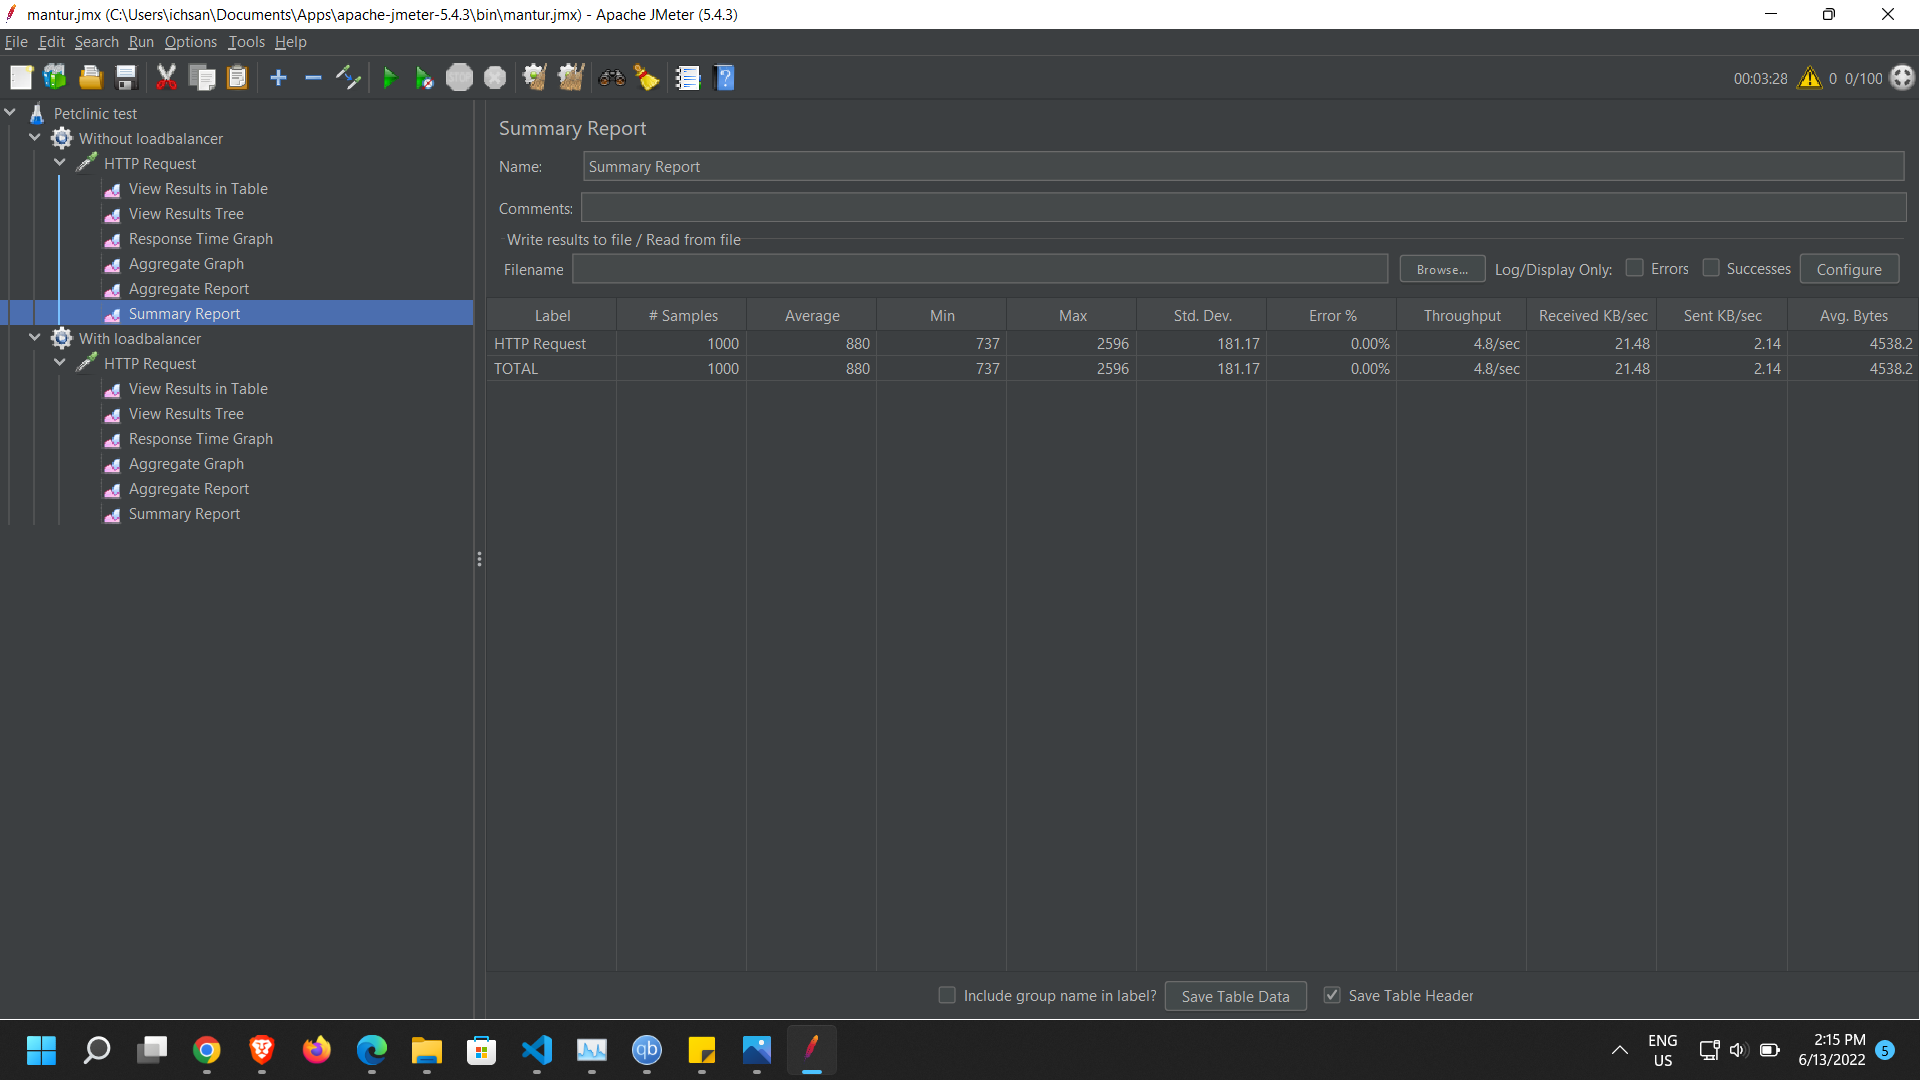 mantur.jmx (C:\Users\ichsan\Documents\Apps\apache-jmeter-5.4.3\bin\mantur.jmx) - Apache JMeter (5.4.3)
File Edit Search Run Options Tools Help
STOP
?
00:03:28 0 0/100
Petclinic test
Without loadbalancer
HTTP Request
View Results in Table
View Results Tree
Response Time Graph
Aggregate Graph
Aggregate Report
Summary Report
With loadbalancer
HTTP Request
View Results in Table
View Results Tree
Response Time Graph
Aggregate Graph
Aggregate Report
Summary Report
Summary Report
Name: Summary Report
Comments:
Write results to file / Read from file
Filename Browse... Log/Display Only: Errors Successes Configure
Label # Samples Average Min Max Std. Dev. Error % Throughput Received KB/sec Sent KB/sec Avg. Bytes
HTTP Request 1000 880 737 2596 181.17 0.00% 4.8/sec 21.48 2.14 4538.2
TOTAL 1000 880 737 2596 181.17 0.00% 4.8/sec 21.48 2.14 4538.2
Include group name in label? Save Table Data Save Table Header
qb
ENG
US
2:15 PM
6/13/2022
5